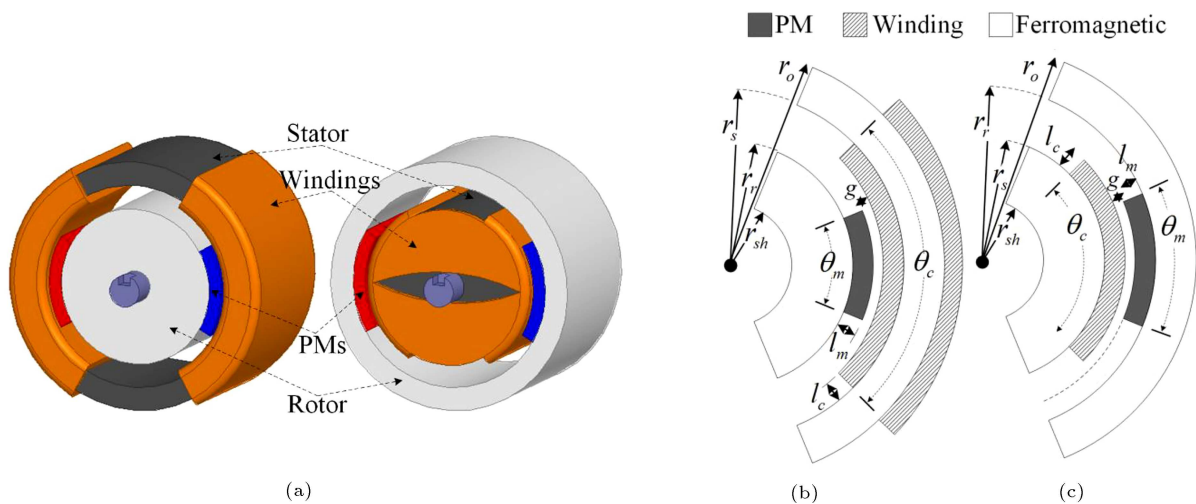 PM Winding Ferromagnetic
Stator
Windings
PMs
Rotor
r_o
r_s
r_r
r_sh
g
θ_m
θ_c
l_m
l_c
r_o
r_r
r_s
r_sh
l_c
g
l_m
θ_c
θ_m
(a)
(b)
(c)